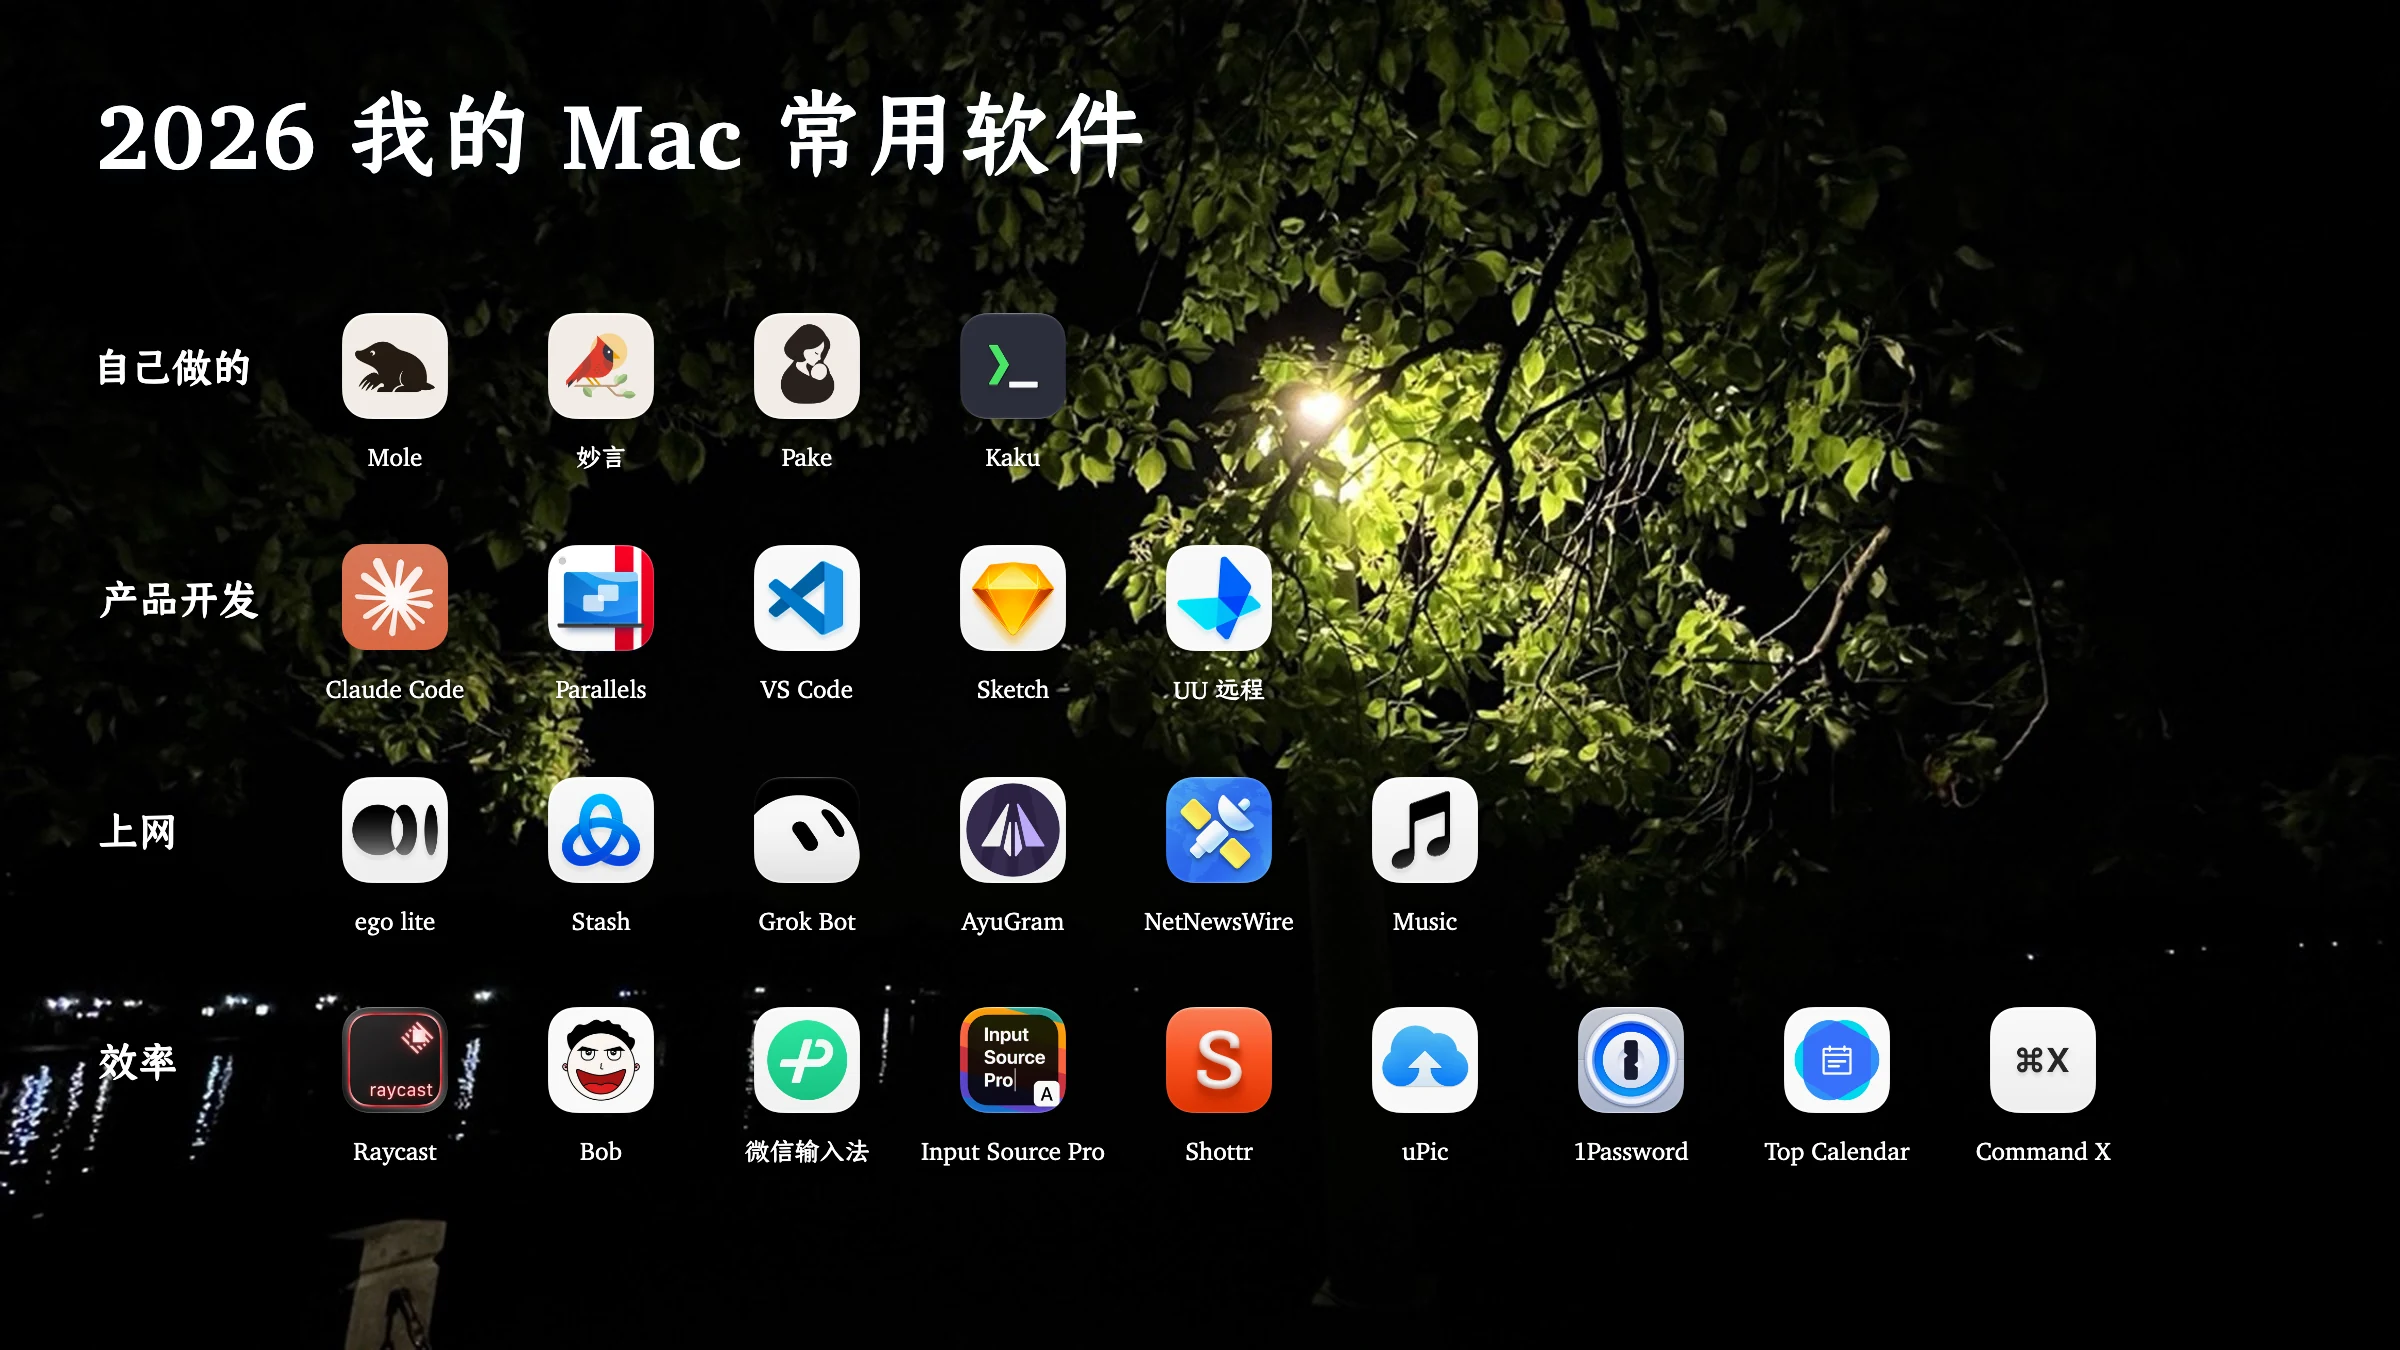 2026 我的 Mac 常用软件
自己做的
Mole 妙言 Pake Kaku
产品开发
Claude Code Parallels VS Code Sketch UU 远程
上网
ego lite Stash Grok Bot AyuGram NetNewsWire Music
效率
raycast
Input
Source
Pro
A
S
⌘X
Raycast Bob 微信输入法 Input Source Pro Shottr uPic 1Password Top Calendar Command X